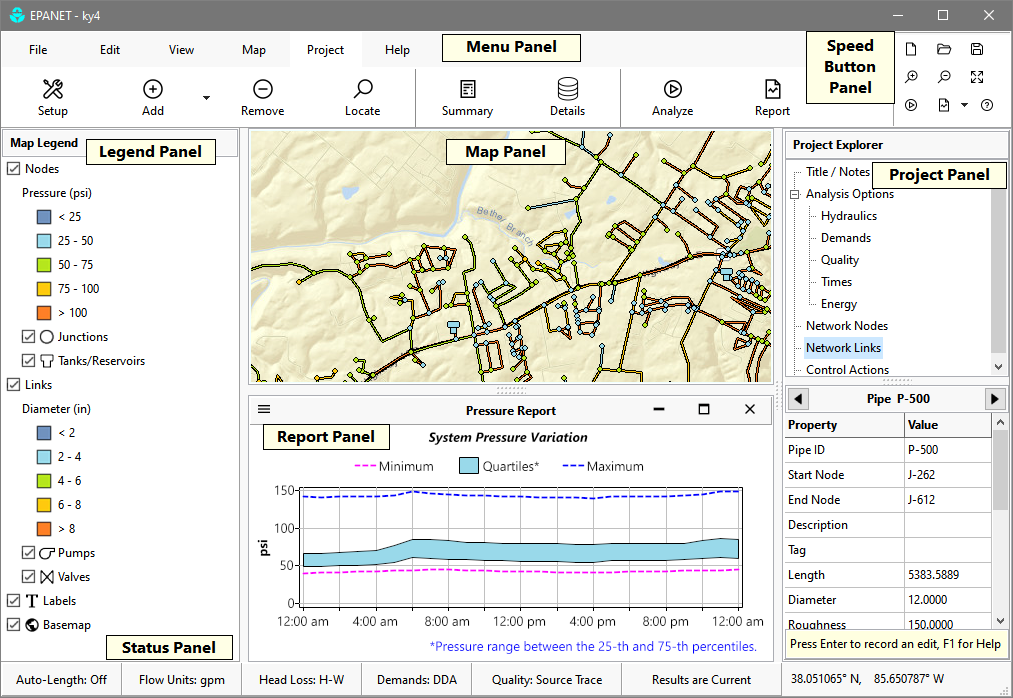 EPANET - ky4
File Edit View Map Project Help
Menu Panel
Speed
Button
Panel
Setup Add Remove Locate Summary Details Analyze Report
Map Legend
Legend Panel
Nodes
Pressure (psi)
< 25
25 - 50
50 - 75
75 - 100
> 100
Junctions
Tanks/Reservoirs
Links
Diameter (in)
< 2
2 - 4
4 - 6
6 - 8
> 8
Pumps
Valves
T Labels
Basemap
Status Panel
Map Panel
Bether Branch
Pressure Report
Report Panel
System Pressure Variation
Minimum Quartiles* Maximum
psi
150
100
50
0
12:00 am 4:00 am 8:00 am 12:00 pm 4:00 pm 8:00 pm 12:00 am
*Pressure range between the 25-th and 75-th percentiles.
Project Explorer
Project Panel
Title / Notes
Analysis Options
Hydraulics
Demands
Quality
Times
Energy
Network Nodes
Network Links
Control Actions
Pipe P-500
Property Value
Pipe ID P-500
Start Node J-262
End Node J-612
Description
Tag
Length 5383.5889
Diameter 12.0000
Roughness 150.0000
Press Enter to record an edit, F1 for Help
Auto-Length: Off Flow Units: gpm Head Loss: H-W Demands: DDA Quality: Source Trace Results are Current 38.051065° N, 85.650787° W